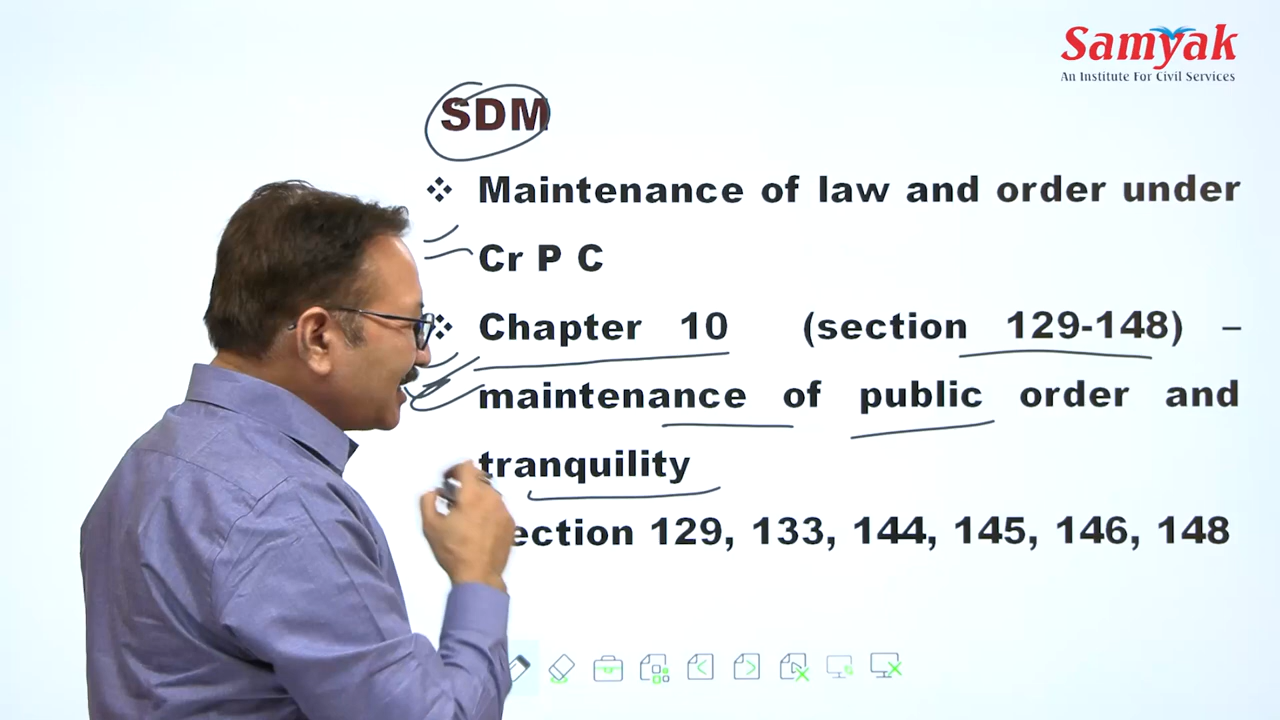 Samyak
An Institute For Civil Services
SDM
❖ Maintenance of law and order under
Cr P C
❖ Chapter 10 (section 129-148) –
maintenance of public order and
tranquility
ection 129, 133, 144, 145, 146, 148